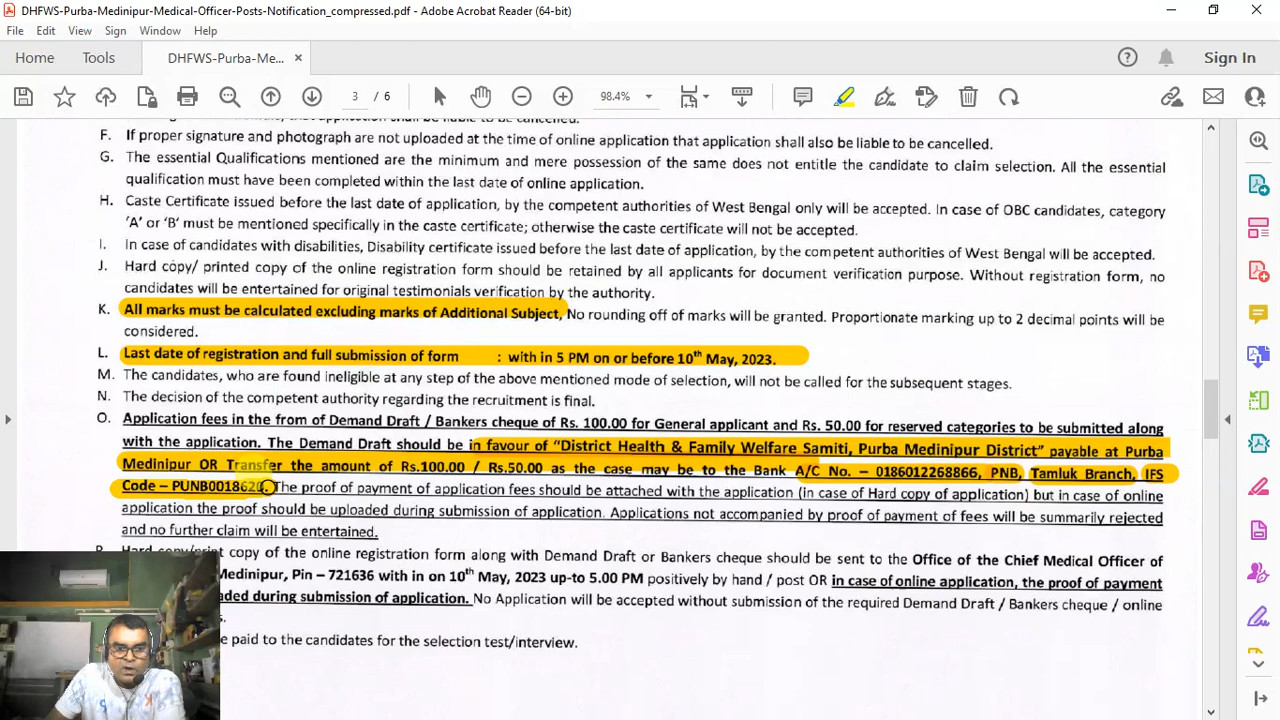 DHFWS-Purba-Medinipur-Medical-Officer-Posts-Notification_compressed.pdf - Adobe Acrobat Reader (64-bit)
File Edit View Sign Window Help
Home Tools DHFWS-Purba-Me... × Sign In
3 / 6 98.4%
F. If proper signature and photograph are not uploaded at the time of online application that application shall also be liable to be cancelled.
G. The essential Qualifications mentioned are the minimum and mere possession of the same does not entitle the candidate to claim selection. All the essential
qualification must have been completed within the last date of online application.
H. Caste Certificate issued before the last date of application, by the competent authorities of West Bengal only will be accepted. In case of OBC candidates, category
'A' or 'B' must be mentioned specifically in the caste certificate; otherwise the caste certificate will not be accepted.
I. In case of candidates with disabilities, Disability certificate issued before the last date of application, by the competent authorities of West Bengal will be accepted.
J. Hard copy/ printed copy of the online registration form should be retained by all applicants for document verification purpose. Without registration form, no
candidates will be entertained for original testimonials verification by the authority.
K. All marks must be calculated excluding marks of Additional Subject, No rounding off of marks will be granted. Proportionate marking up to 2 decimal points will be
considered.
L. Last date of registration and full submission of form : with in 5 PM on or before 10th May, 2023.
M. The candidates, who are found ineligible at any step of the above mentioned mode of selection, will not be called for the subsequent stages.
N. The decision of the competent authority regarding the recruitment is final.
O. Application fees in the from of Demand Draft / Bankers cheque of Rs. 100.00 for General applicant and Rs. 50.00 for reserved categories to be submitted along
with the application. The Demand Draft should be in favour of "District Health & Family Welfare Samiti, Purba Medinipur District" payable at Purba
Medinipur OR Transfer the amount of Rs.100.00 / Rs.50.00 as the case may be to the Bank A/C No. – 0186012268866, PNB, Tamluk Branch, IFS
Code – PUNB0018620. The proof of payment of application fees should be attached with the application (in case of Hard copy of application) but in case of online
application the proof should be uploaded during submission of application. Applications not accompanied by proof of payment of fees will be summarily rejected
and no further claim will be entertained.
Hard copy/print copy of the online registration form along with Demand Draft or Bankers cheque should be sent to the Office of the Chief Medical Officer of
Medinipur, Pin – 721636 with in on 10th May, 2023 up-to 5.00 PM positively by hand / post OR in case of online application, the proof of payment
during submission of application. No Application will be accepted without submission of the required Demand Draft / Bankers cheque / online
paid to the candidates for the selection test/interview.